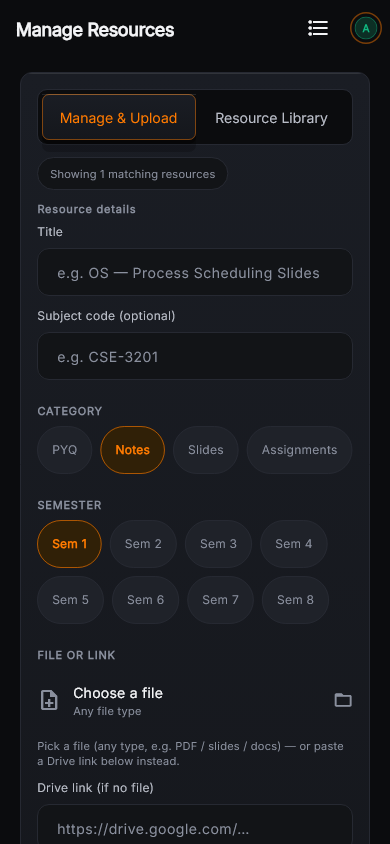 Manage Resources
A
Manage & Upload
Resource Library
Showing 1 matching resources
Resource details
Title
e.g. OS — Process Scheduling Slides
Subject code (optional)
e.g. CSE-3201
CATEGORY
PYQ
Notes
Slides
Assignments
SEMESTER
Sem 1
Sem 2
Sem 3
Sem 4
Sem 5
Sem 6
Sem 7
Sem 8
FILE OR LINK
Choose a file
Any file type
Pick a file (any type, e.g. PDF / slides / docs) — or paste
a Drive link below instead.
Drive link (if no file)
https://drive.google.com/...